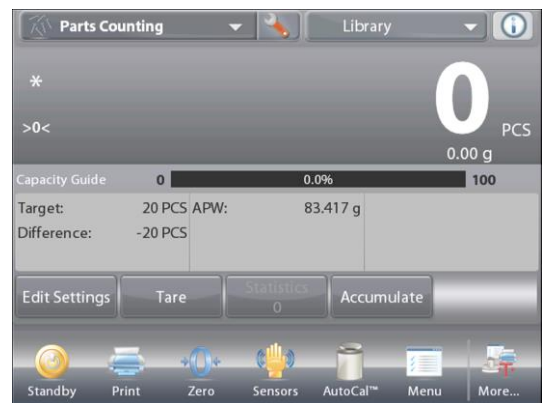 Parts Counting Library
*
>0<
0 PCS
0.00 g
Capacity Guide 0 0.0% 100
Target: 20 PCS APW: 83.417 g
Difference: -20 PCS
Edit Settings Tare Statistics 0 Accumulate
Standby Print Zero Sensors AutoCal™ Menu More...